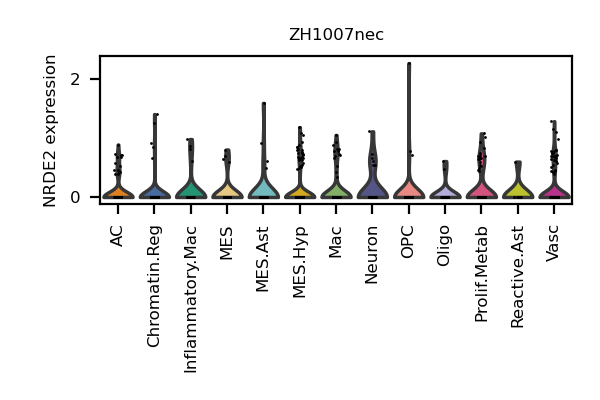 ZH1007nec
NRDE2 expression
2
0
AC
Chromatin.Reg
Inflammatory.Mac
MES
MES.Ast
MES.Hyp
Mac
Neuron
OPC
Oligo
Prolif.Metab
Reactive.Ast
Vasc